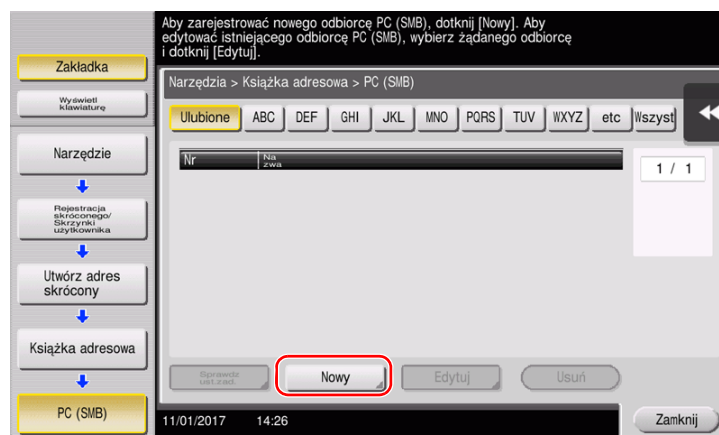 Aby zarejestrować nowego odbiorcę PC (SMB), dotknij [Nowy]. Aby
edytować istniejącego odbiorcę PC (SMB), wybierz żądanego odbiorcę
i dotknij [Edytuj].
Zakładka
Wyświetl
klawiaturę
Narzędzie
Rejestracja
skróconego/
Skrzynki
użytkownika
Utwórz adres
skrócony
Książka adresowa
PC (SMB)
Narzędzia > Książka adresowa > PC (SMB)
Ulubione ABC DEF GHI JKL MNO PQRS TUV WXYZ etc Wszyst
Nr Na
zwa
1 / 1
Sprawdź
ust.zad.
Nowy Edytuj Usuń
11/01/2017 14:26 Zamknij